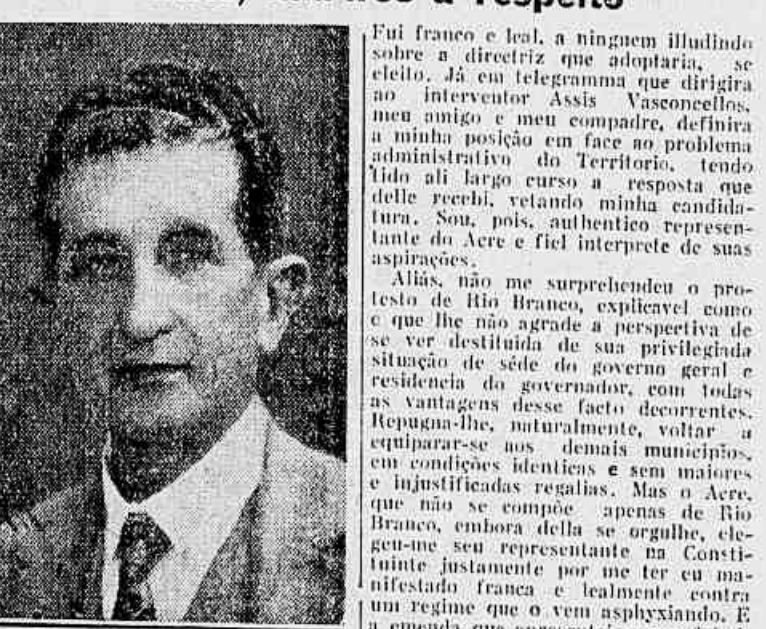 a respeito
Fui franco e leal, a ninguem illudindo
sobre a directriz que adoptaria, se
eleito. Já em telegramma que dirigira
ao interventor Assis Vasconcellos,
meu amigo e meu compadre, definira
a minha posição em face ao problema
administrativo do Territorio, tendo
tido ali largo curso a resposta que
delle recebi, vetando minha candida-
tura. Sou, pois, authentico represen-
tante do Acre e fiel interprete de suas
aspirações.
Aliás, não me surprehendeu o pro-
testo de Rio Branco, explicavel como
e que lhe não agrade a perspectiva de
se ver destituida de sua privilegiada
situação de séde do governo geral e
residencia do governador, com todas
as vantagens desse facto decorrentes.
Repugna-lhe, naturalmente, voltar a
equiparar-se aos demais municipios,
em condições identicas e sem maiores
e injustificadas regalias. Mas o Acre,
que não se compõe apenas de Rio
Branco, embora della se orgulhe, ele-
geu-me seu representante na Consti-
tuinte justamente por me ter eu ma-
nifestado franca e lealmente contra
um regime que o vem asphyxiando. E
a emenda que